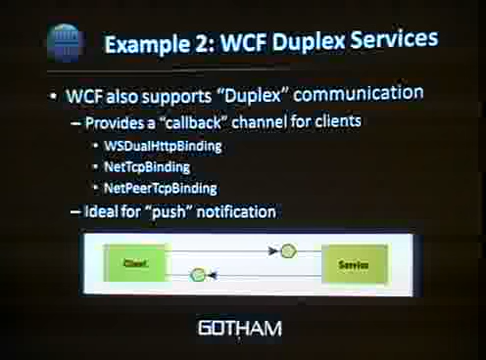 Example 2: WCF Duplex Services
• WCF also supports "Duplex" communication
– Provides a "callback" channel for clients
• WSDualHttpBinding
• NetTcpBinding
• NetPeerTcpBinding
– Ideal for "push" notification
Client
Service
GOTHAM